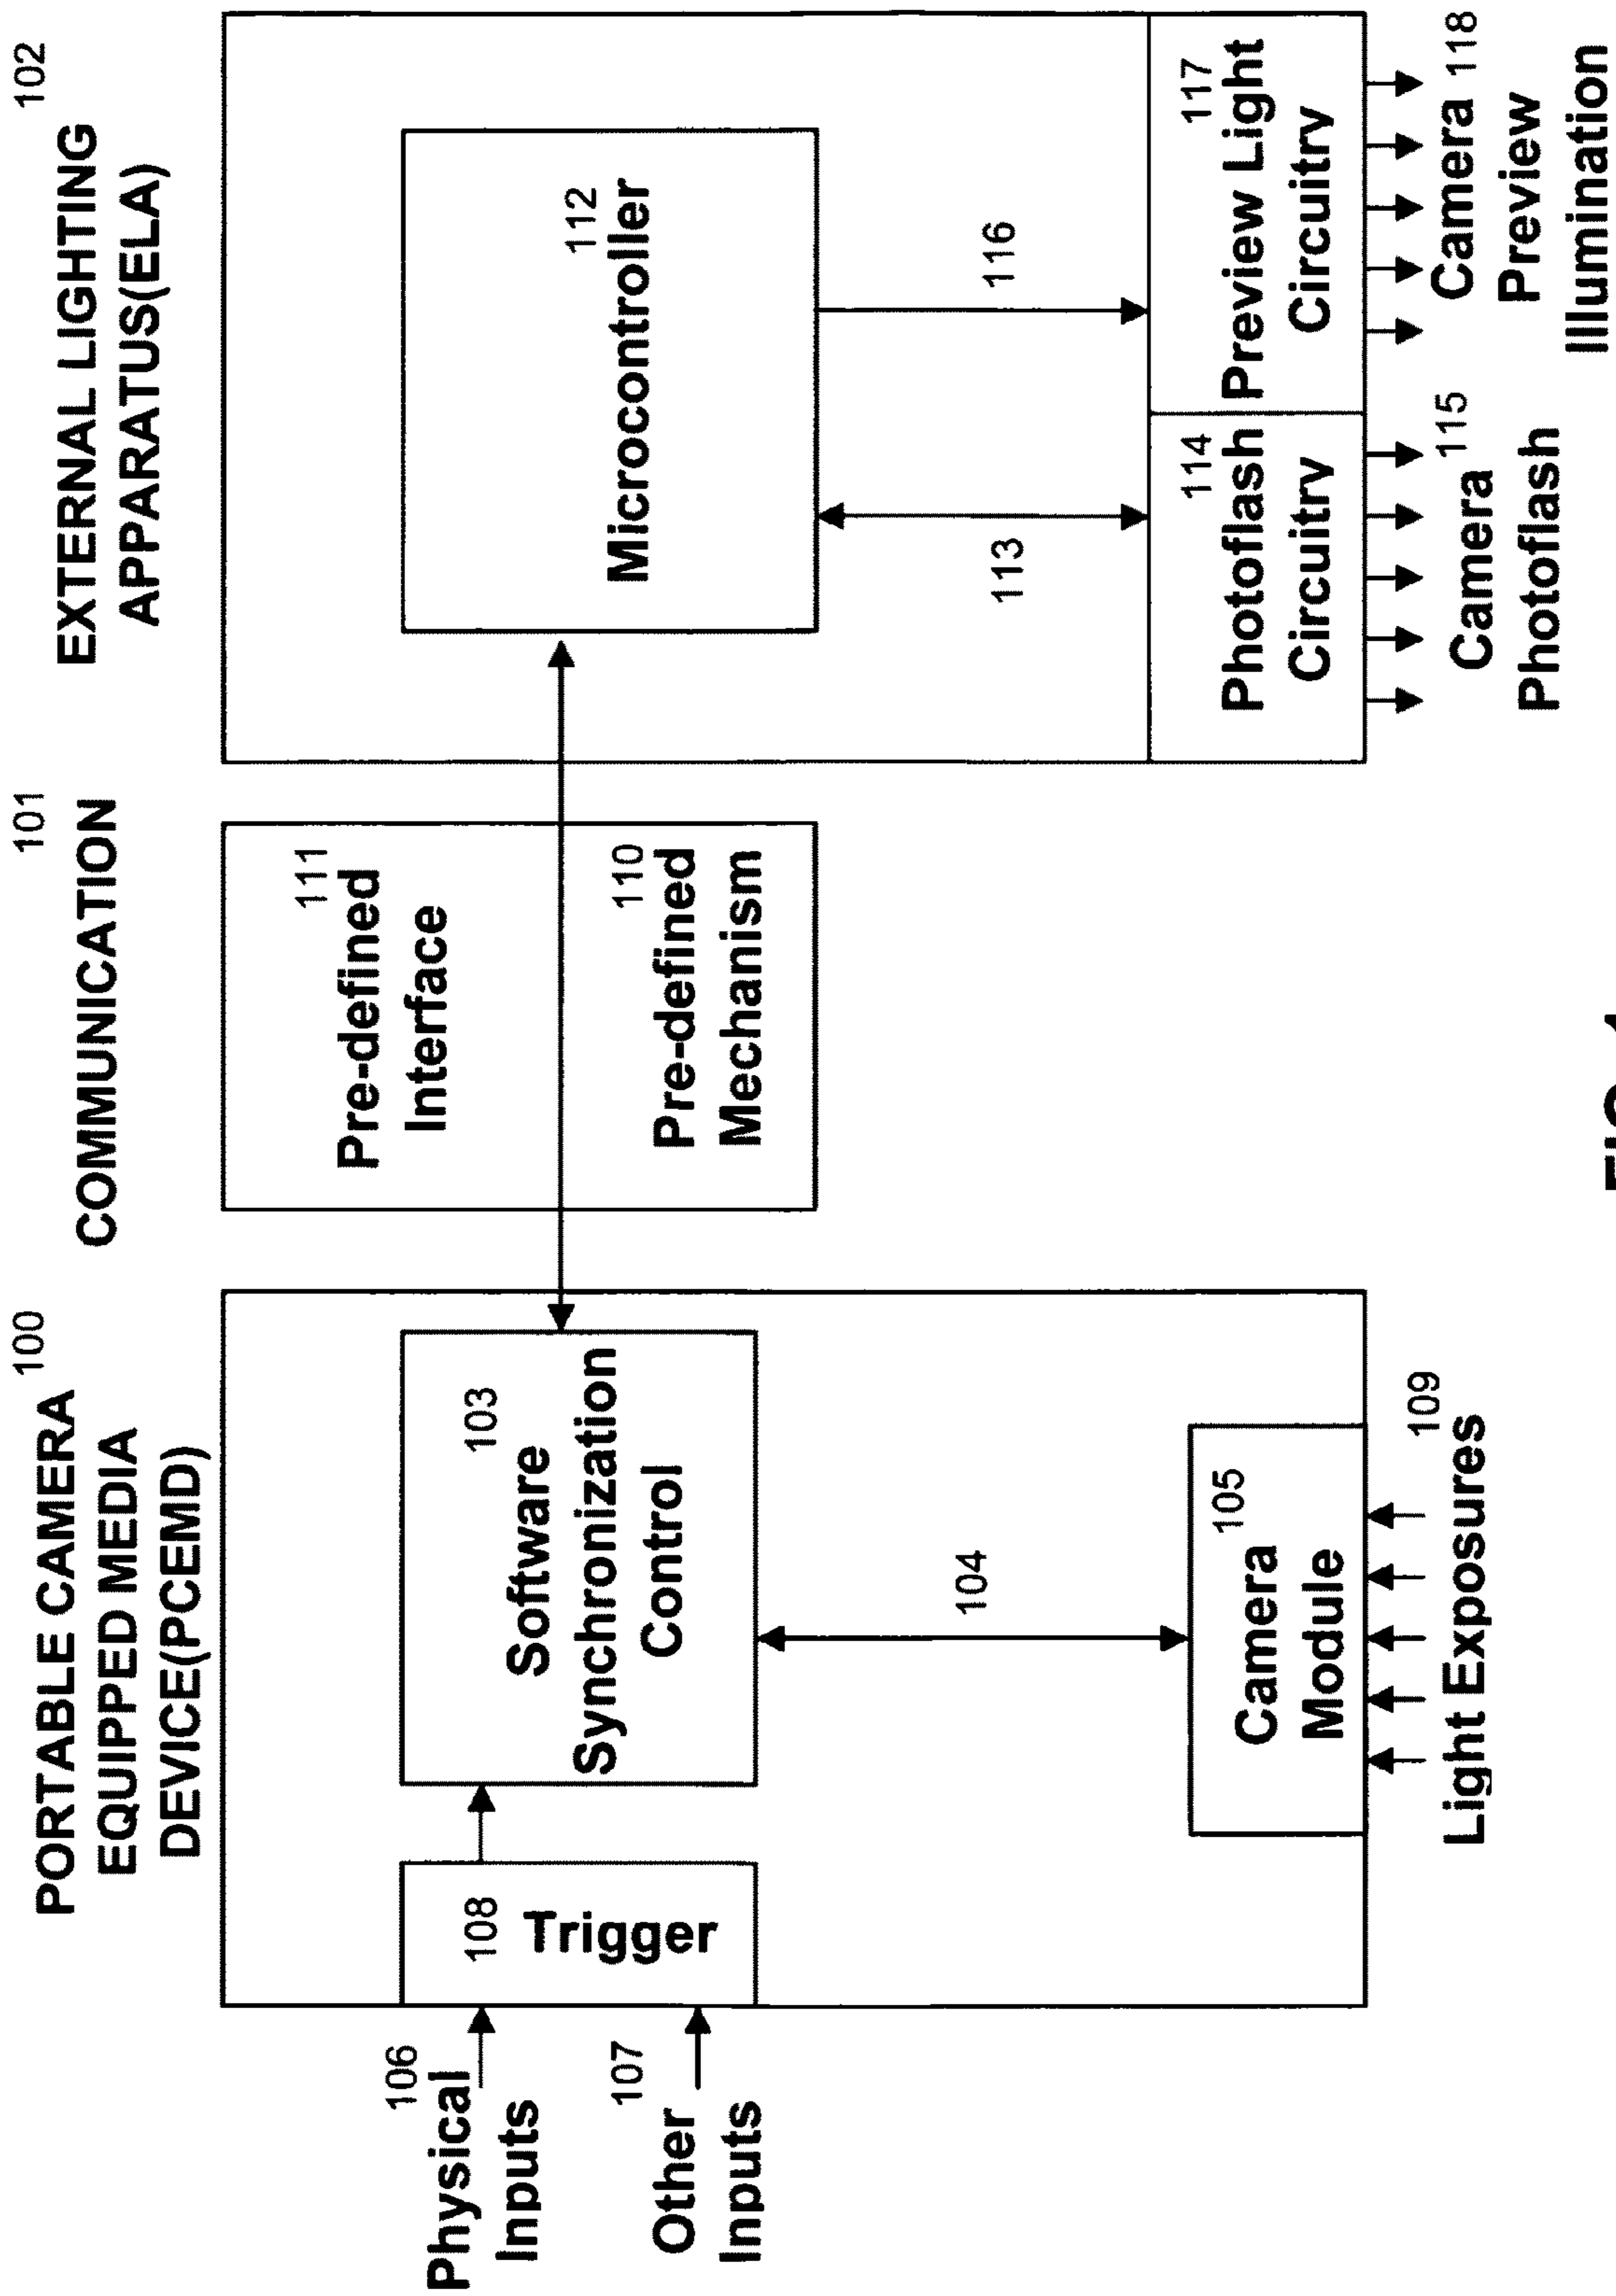 PORTABLE CAMERA 100
EQUIPPED MEDIA
DEVICE(PCEMD)
COMMUNICATION 101
EXTERNAL LIGHTING 102
APPARATUS(ELA)
106
Physical
Inputs
107
Other
Inputs
108
Trigger
103
Software
Synchronization
Control
104
105
Camera
Module
109
Light Exposures
111
Pre-defined
Interface
110
Pre-defined
Mechanism
112
Microcontroller
113
116
114
Photoflash
Circuitry
117
Preview Light
Circuitry
115
Camera
Photoflash
Camera 118
Preview
Illumination